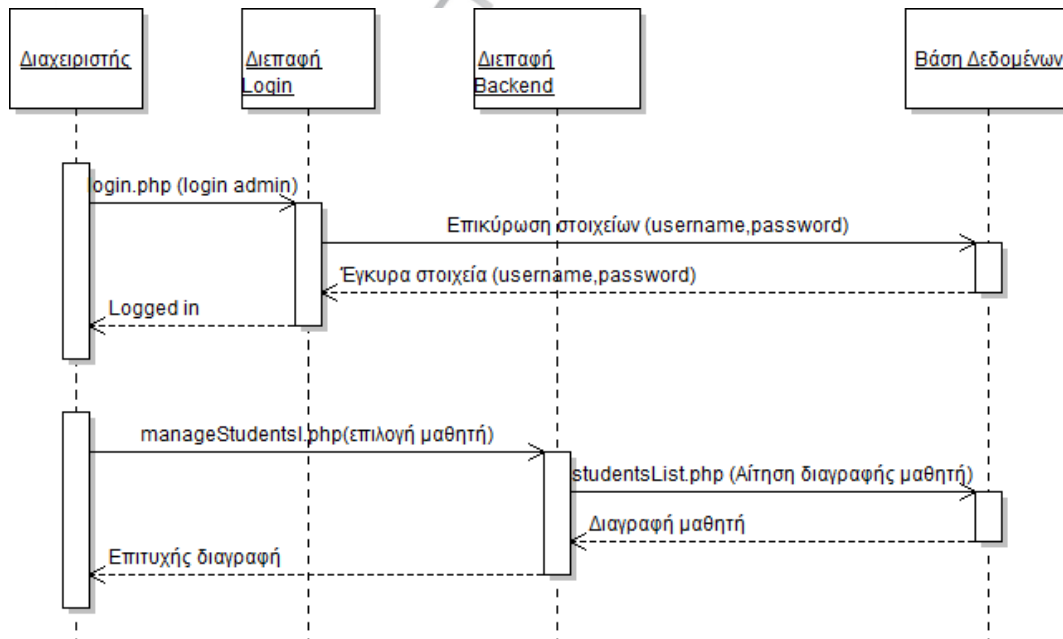 Διαχειριστής
Διεπαφή
Login
Διεπαφή
Backend
Βάση Δεδομένων
login.php (login admin)
Επικύρωση στοιχείων (username,password)
Έγκυρα στοιχεία (username,password)
Logged in
manageStudentsI.php(επιλογή μαθητή)
studentsList.php (Αίτηση διαγραφής μαθητή)
Διαγραφή μαθητή
Επιτυχής διαγραφή